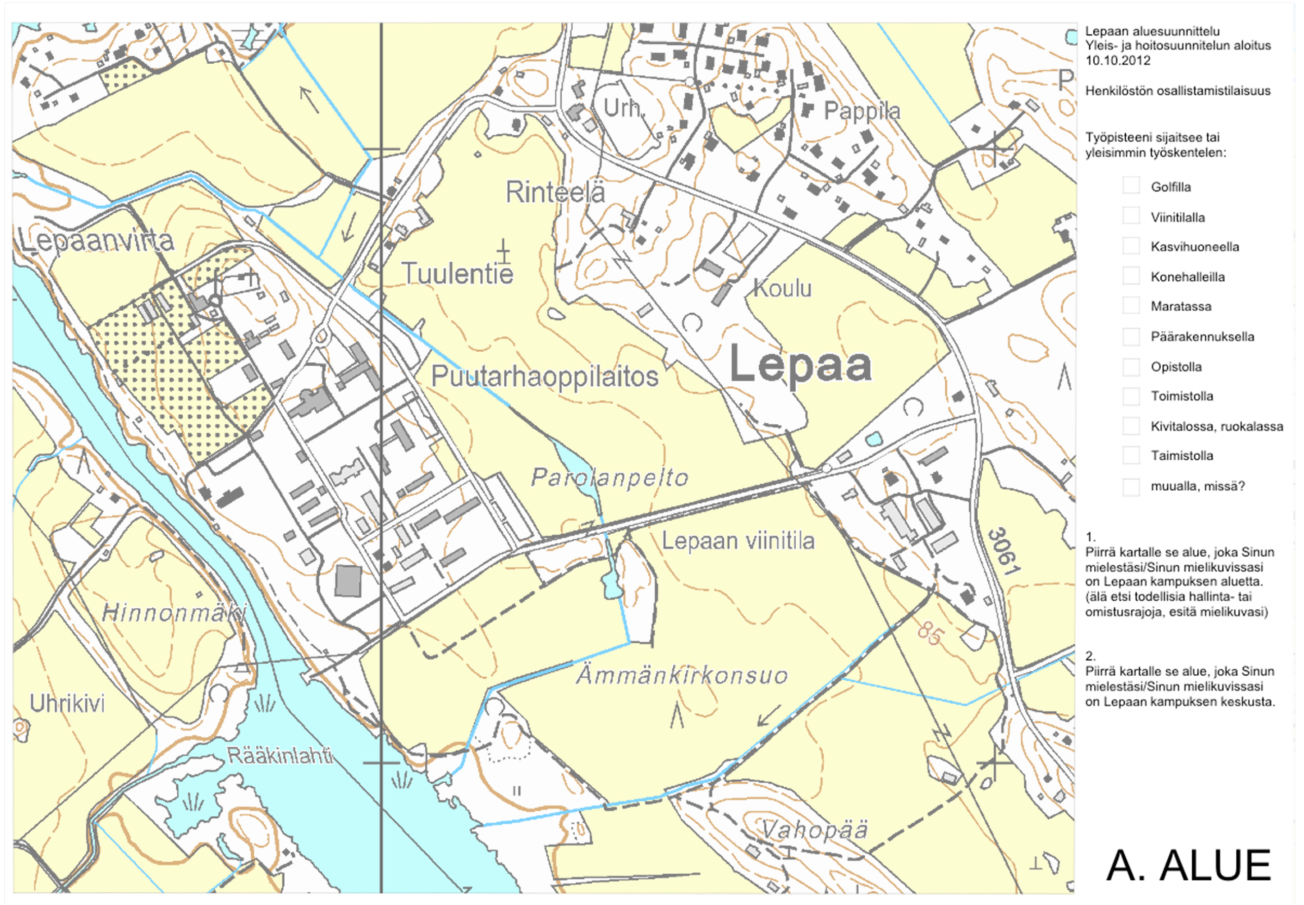 Lepaan aluesuunnittelu
Yleis- ja hoitosuunnitelun aloitus
10.10.2012
Henkilöstön osallistamistilaisuus
Työpisteeni sijaitsee tai
yleisimmin työskentelen:
Golfilla
Viinitilalla
Kasvihuoneella
Konehalleilla
Maratassa
Päärakennuksella
Opistolla
Toimistolla
Kivitalossa, ruokalassa
Taimistolla
muualla, missä?
1.
Piirrä kartalle se alue, joka Sinun
mielestäsi/Sinun mielikuvissasi
on Lepaan kampuksen aluetta.
(älä etsi todellisia hallinta- tai
omistusrajoja, esitä mielikuvasi)
2.
Piirrä kartalle se alue, joka Sinun
mielestäsi/Sinun mielikuvissasi
on Lepaan kampuksen keskusta.
A. ALUE
P
Urh.
Pappila
Rinteelä
Lepaanvirta
Tuulentie
Koulu
Lepaa
Puutarhaoppilaitos
Parolanpelto
Lepaan viinitila
3061
Hinnonmäki
85
Ämmänkirkonsuo
Uhrikivi
Rääkinlahti
Vahopää